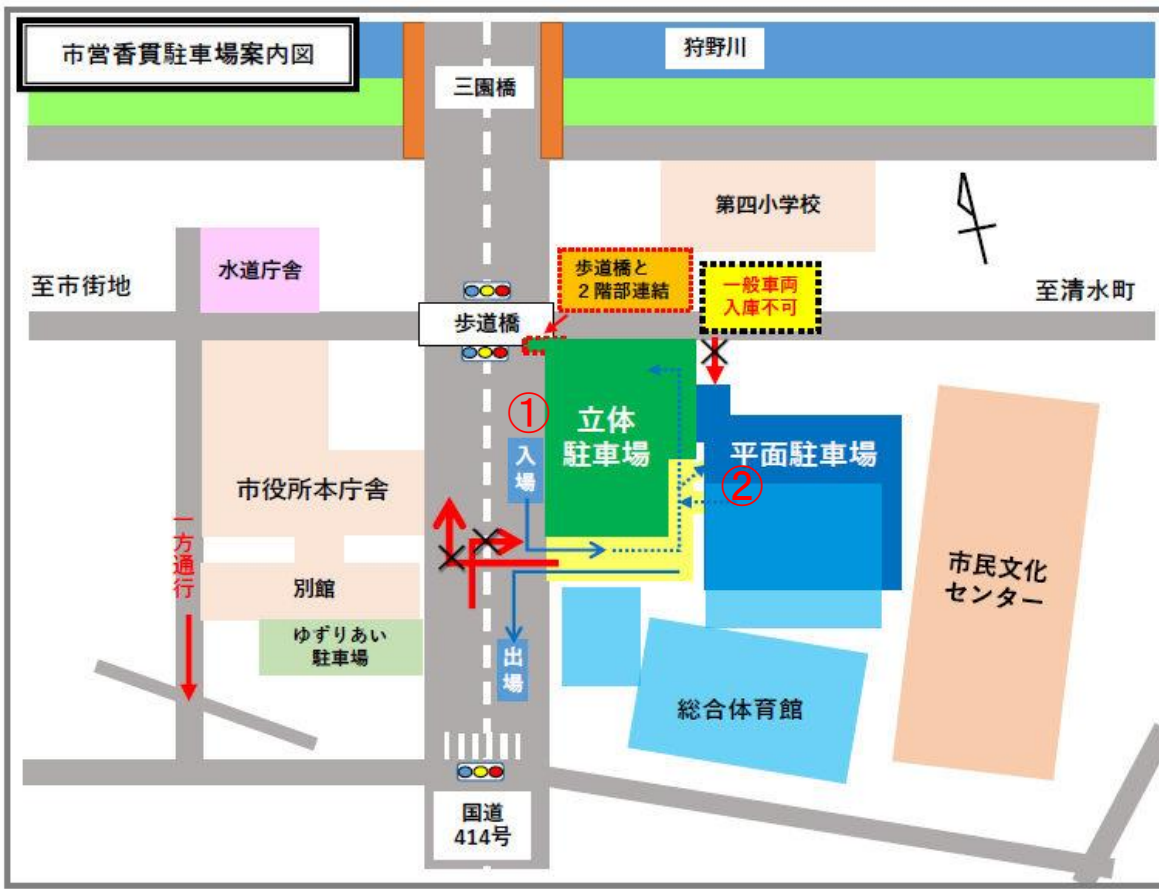 市営香貫駐車場案内図
狩野川
三園橋
第四小学校
水道庁舎
歩道橋と
２階部連結
一般車両
入庫不可
至市街地
至清水町
歩道橋
①
立体
駐車場
入場
平面駐車場
②
市役所本庁舎
一方通行
別館
市民文化
センター
ゆずりあい
駐車場
出場
総合体育館
国道
414号